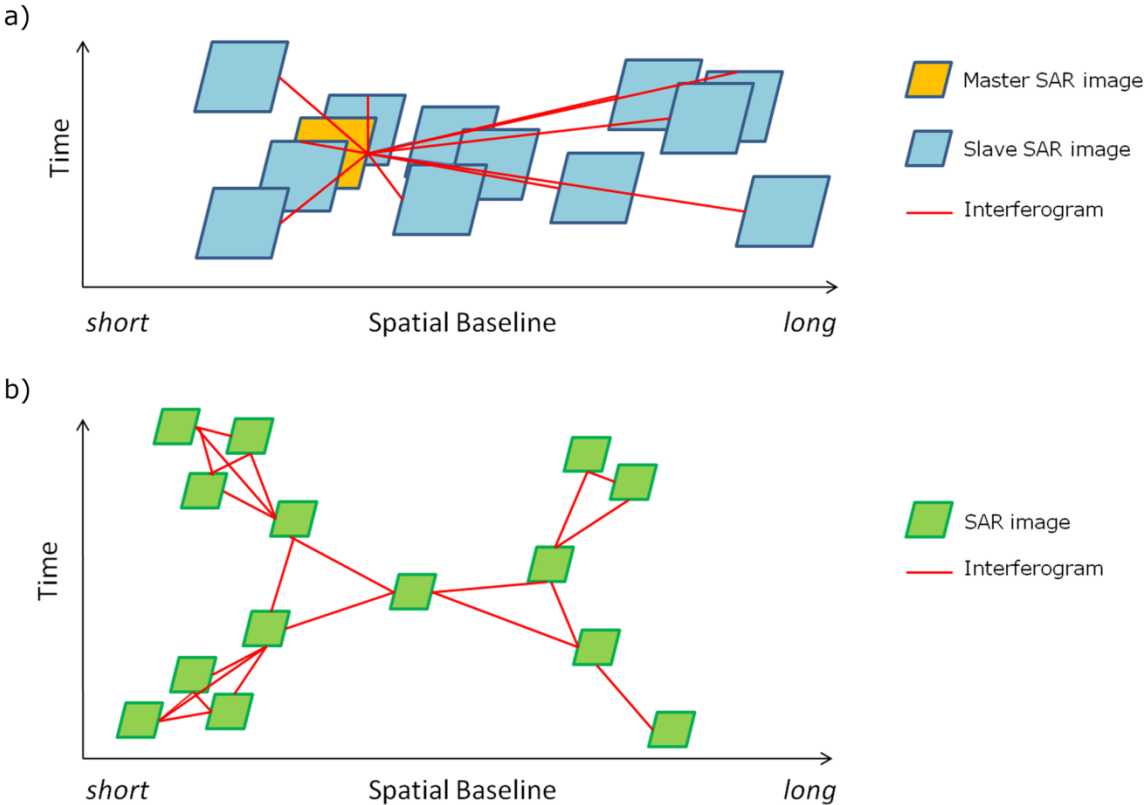 a)
Time
short Spatial Baseline long
Master SAR image
Slave SAR image
Interferogram
b)
Time
short Spatial Baseline long
SAR image
Interferogram